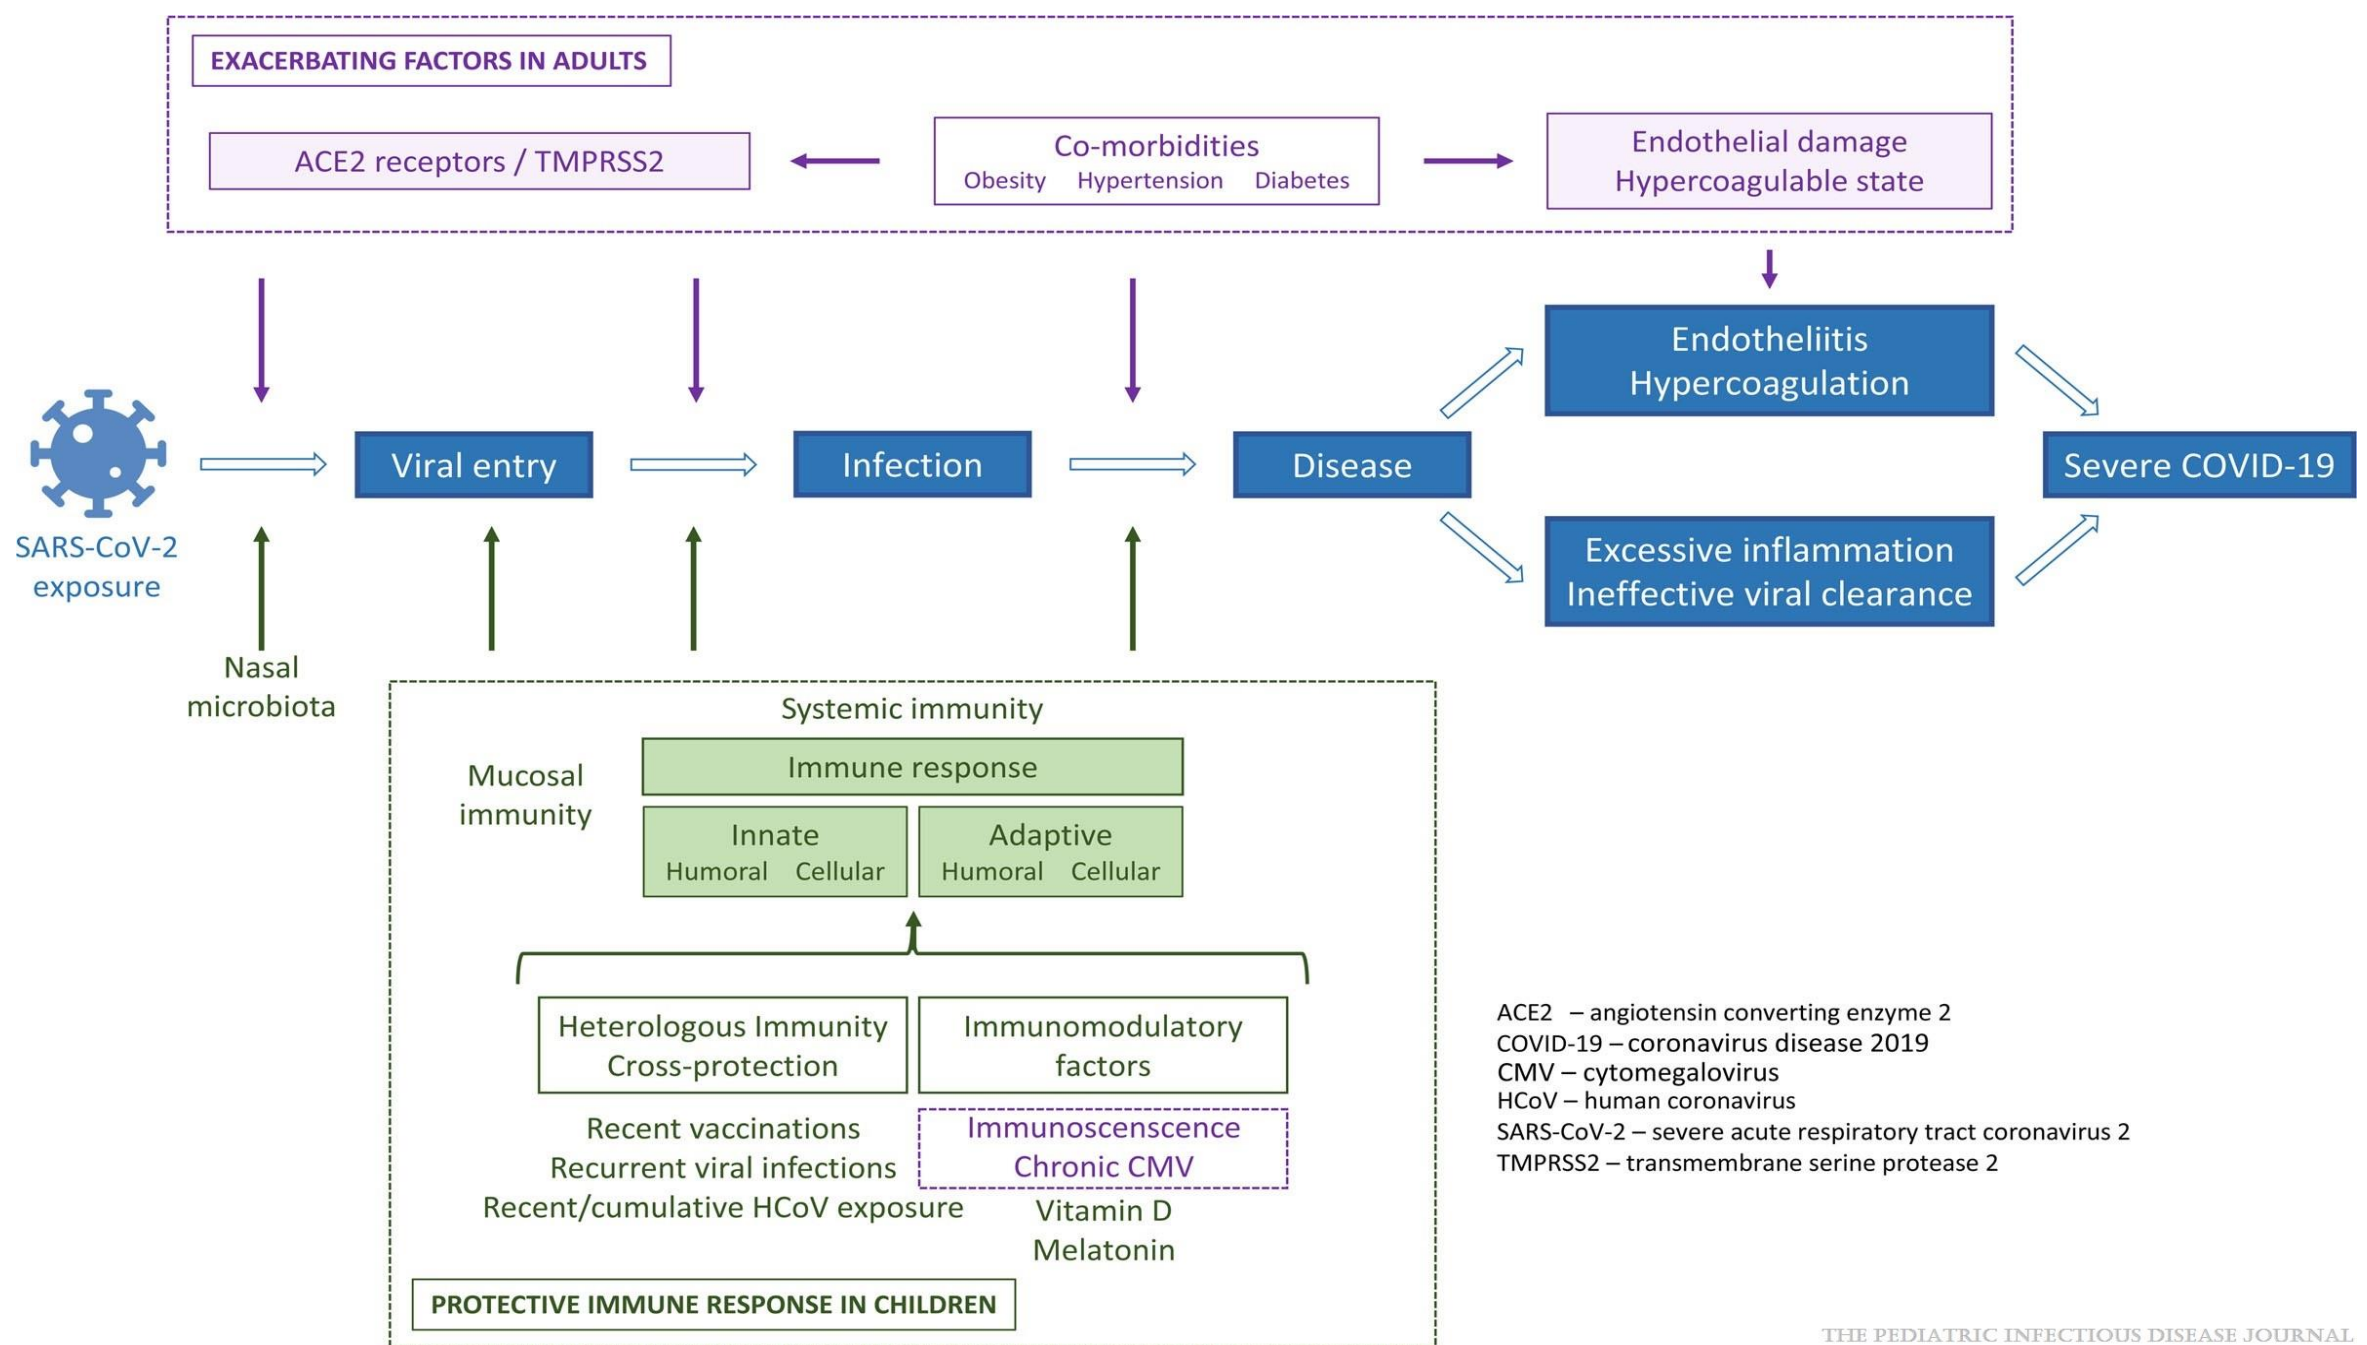 EXACERBATING FACTORS IN ADULTS
ACE2 receptors / TMPRSS2
Co-morbidities
Obesity Hypertension Diabetes
Endothelial damage
Hypercoagulable state
SARS-CoV-2
exposure
Viral entry
Infection
Disease
Endotheliitis
Hypercoagulation
Excessive inflammation
Ineffective viral clearance
Severe COVID-19
Nasal
microbiota
Systemic immunity
Mucosal
immunity
Immune response
Innate
Humoral Cellular
Adaptive
Humoral Cellular
Heterologous Immunity
Cross-protection
Immunomodulatory
factors
Recent vaccinations
Recurrent viral infections
Recent/cumulative HCoV exposure
Immunoscenscence
Chronic CMV
Vitamin D
Melatonin
PROTECTIVE IMMUNE RESPONSE IN CHILDREN
ACE2 – angiotensin converting enzyme 2
COVID-19 – coronavirus disease 2019
CMV – cytomegalovirus
HCoV – human coronavirus
SARS-CoV-2 – severe acute respiratory tract coronavirus 2
TMPRSS2 – transmembrane serine protease 2
THE PEDIATRIC INFECTIOUS DISEASE JOURNAL